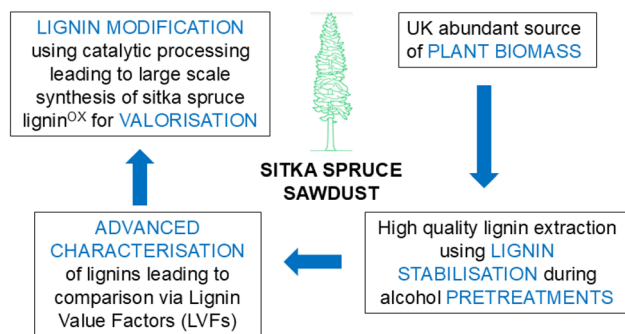 LIGNIN MODIFICATION
using catalytic processing
leading to large scale
synthesis of sitka spruce
ligninᴼˣ for VALORISATION
UK abundant source
of PLANT BIOMASS
SITKA SPRUCE
SAWDUST
ADVANCED
CHARACTERISATION
of lignins leading to
comparison via Lignin
Value Factors (LVFs)
High quality lignin extraction
using LIGNIN
STABILISATION during
alcohol PRETREATMENTS